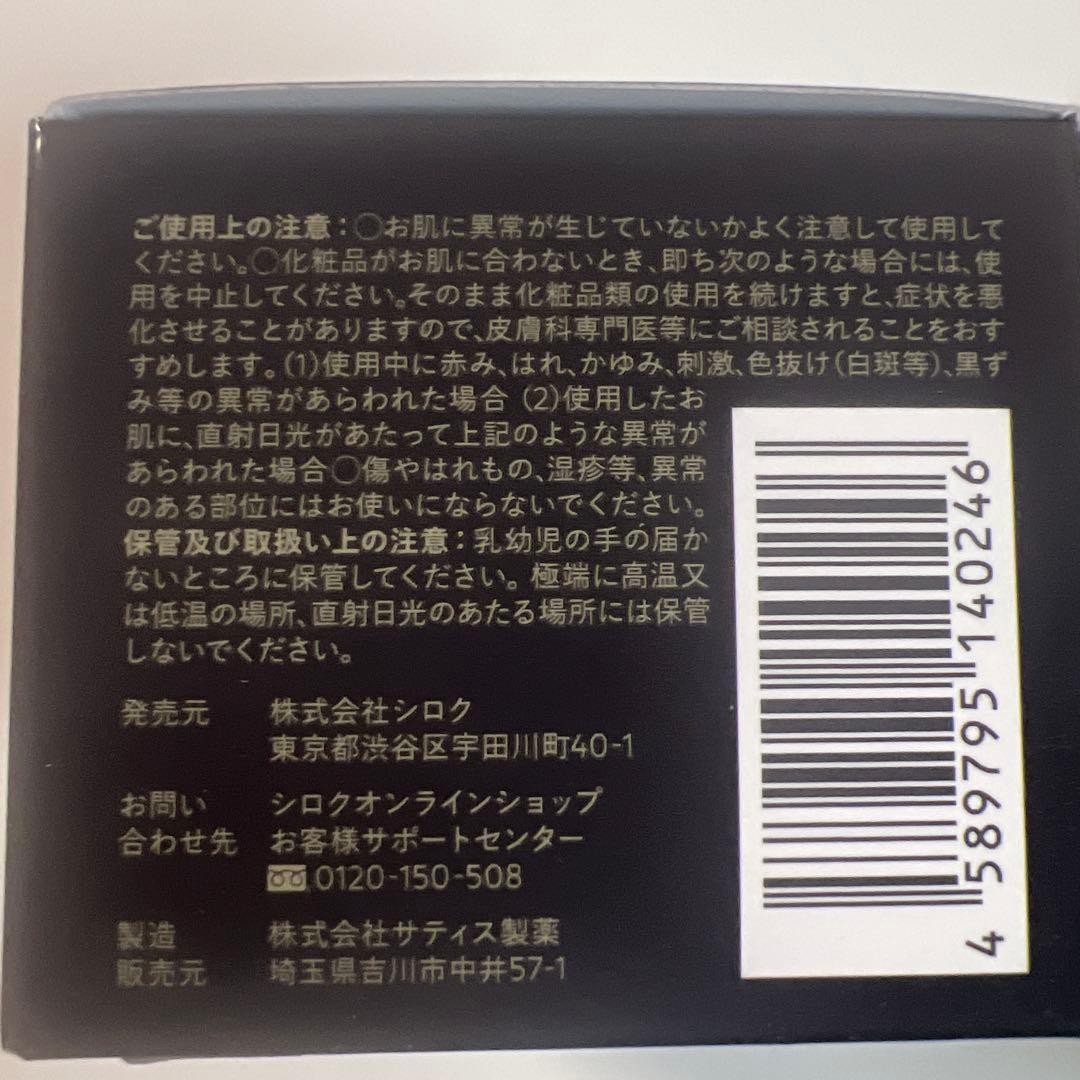 ご使用上の注意：○お肌に異常が生じていないかよく注意して使用して
ください。○化粧品がお肌に合わないとき、即ち次のような場合には、使
用を中止してください。そのまま化粧品類の使用を続けますと、症状を悪
化させることがありますので、皮膚科専門医等にご相談されることをおす
すめします。(1)使用中に赤み、はれ、かゆみ、刺激、色抜け(白斑等)、黒ず
み等の異常があらわれた場合 (2)使用したお
肌に、直射日光があたって上記のような異常が
あらわれた場合○傷やはれもの、湿疹等、異常
のある部位にはお使いにならないでください。
保管及び取扱い上の注意：乳幼児の手の届か
ないところに保管してください。極端に高温又
は低温の場所、直射日光のあたる場所には保管
しないでください。
発売元 株式会社シロク
東京都渋谷区宇田川町40-1
お問い シロクオンラインショップ
合わせ先 お客様サポートセンター
0120-150-508
製造 株式会社サティス製薬
販売元 埼玉県吉川市中井57-1
4 589795 140246